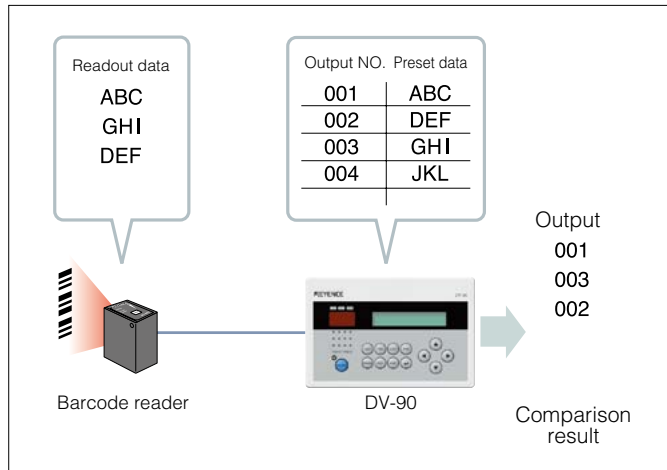 Readout data
ABC
GHI
DEF
Output NO. Preset data
001 ABC
002 DEF
003 GHI
004 JKL
Output
001
003
002
KEYENCE
Barcode reader
DV-90
Comparison
result